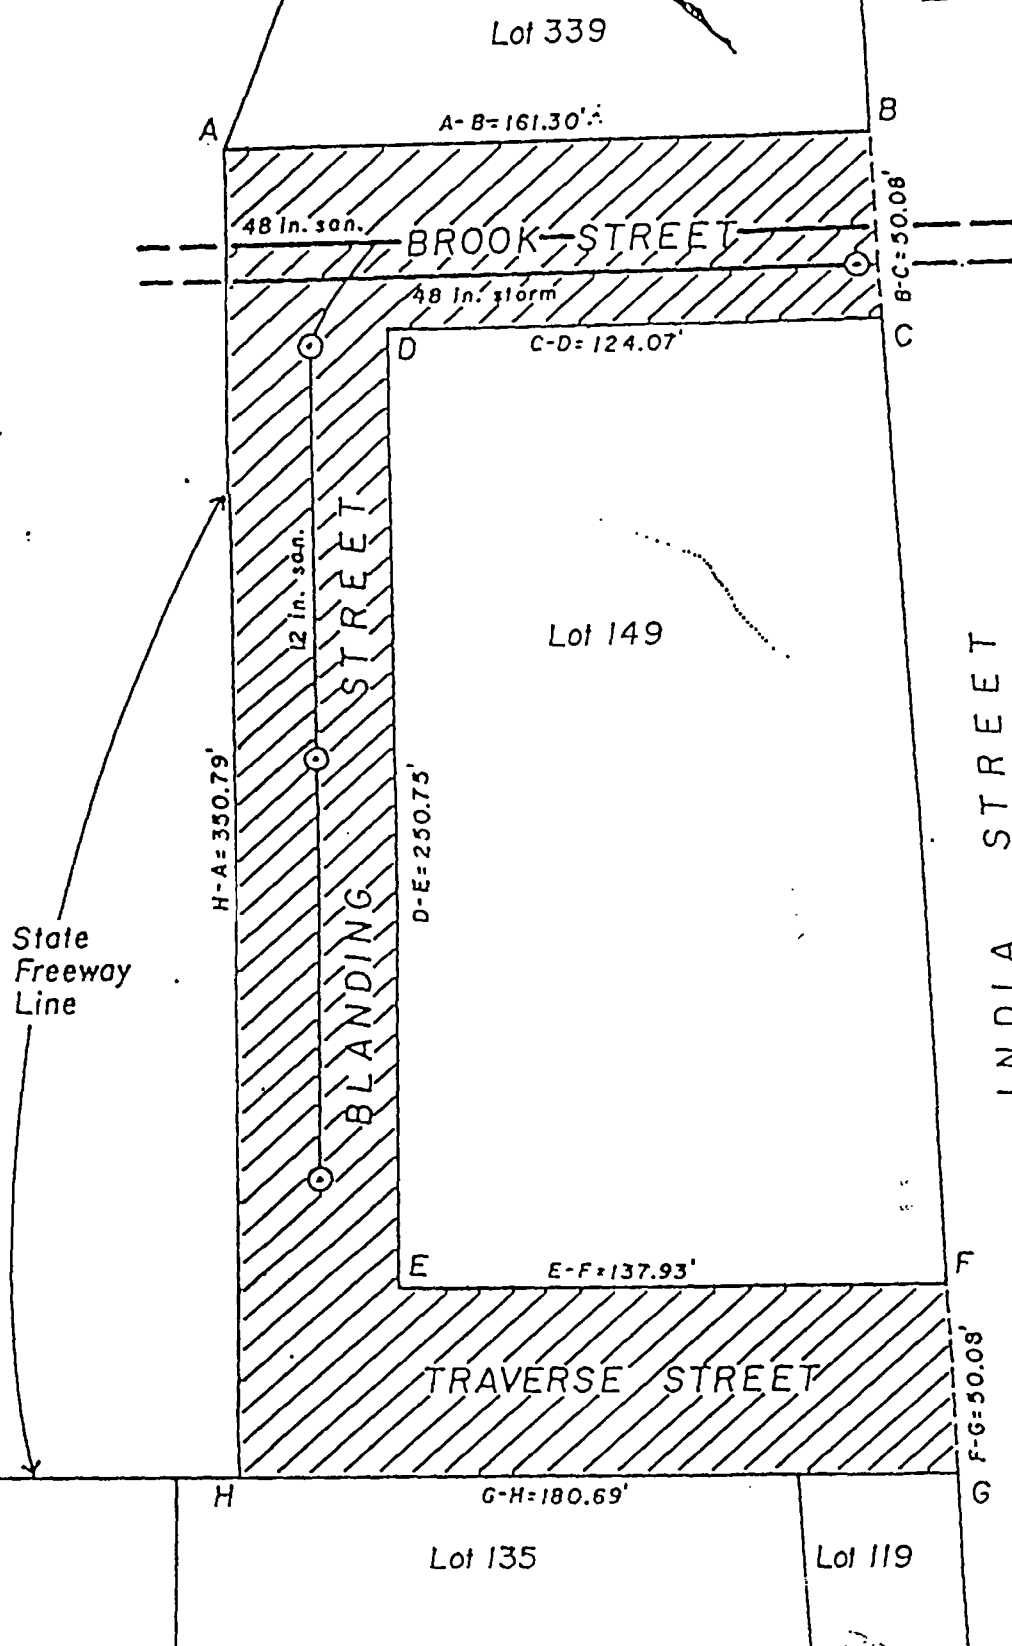 Lot 339
A
A-B=161.30'
B
48 in. san.
BROOK STREET
B-C=50.08'
48 in. storm
D
C-D=124.07'
C
12 in. san.
BLANDING STREET
Lot 149
INDIA STREET
H-A=350.79'
D-E=250.75'
State
Freeway
Line
E
E-F=137.93'
F
TRAVERSE STREET
F-G=50.08'
H
G-H=180.69'
G
Lot 135
Lot 119